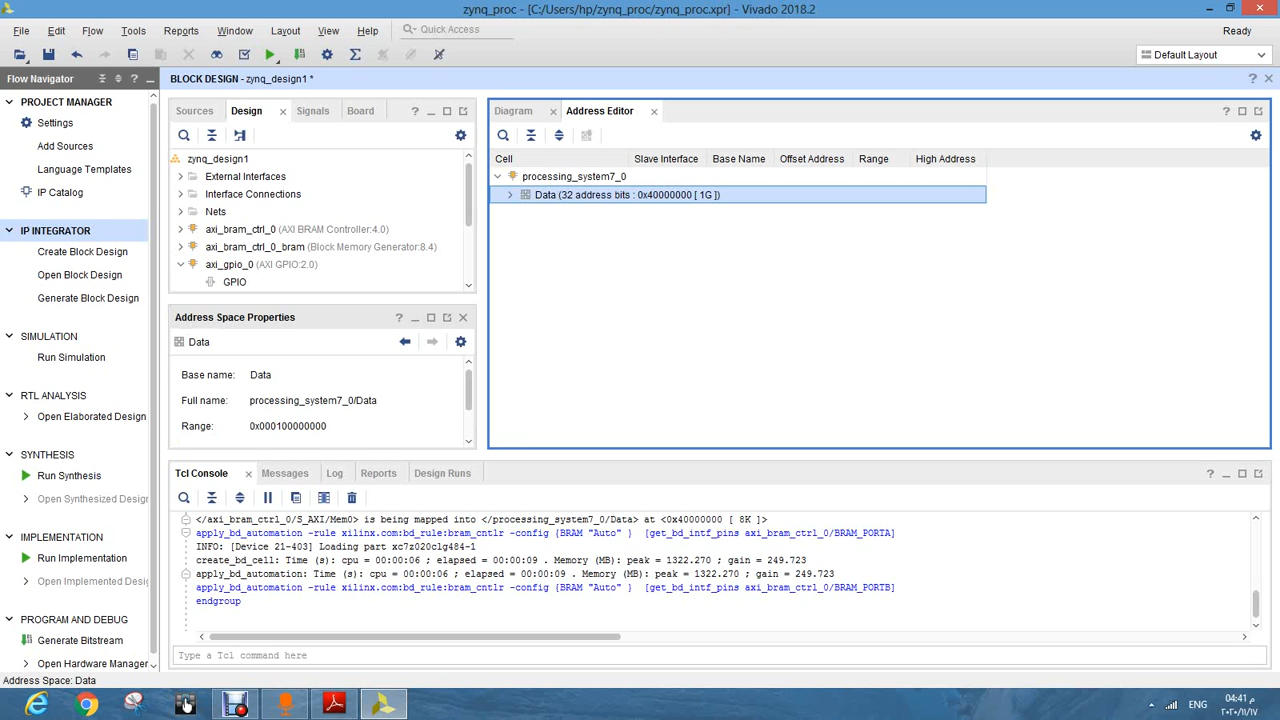 zynq_proc - [C:/Users/hp/zynq_proc/zynq_proc.xpr] - Vivado 2018.2
File Edit Flow Tools Reports Window Layout View Help Quick Access Ready
Default Layout
Flow Navigator
BLOCK DESIGN - zynq_design1 *
PROJECT MANAGER
Settings
Add Sources
Language Templates
IP Catalog
IP INTEGRATOR
Create Block Design
Open Block Design
Generate Block Design
SIMULATION
Run Simulation
RTL ANALYSIS
Open Elaborated Design
SYNTHESIS
Run Synthesis
Open Synthesized Design
IMPLEMENTATION
Run Implementation
Open Implemented Design
PROGRAM AND DEBUG
Generate Bitstream
Open Hardware Manager
Sources Design Signals Board
zynq_design1
External Interfaces
Interface Connections
Nets
axi_bram_ctrl_0 (AXI BRAM Controller:4.0)
axi_bram_ctrl_0_bram (Block Memory Generator:8.4)
axi_gpio_0 (AXI GPIO:2.0)
GPIO
Address Space Properties
Data
Base name: Data
Full name: processing_system7_0/Data
Range: 0x000100000000
Diagram Address Editor
Cell Slave Interface Base Name Offset Address Range High Address
processing_system7_0
Data (32 address bits : 0x40000000 [ 1G ])
Tcl Console Messages Log Reports Design Runs
</axi_bram_ctrl_0/S_AXI/Mem0> is being mapped into </processing_system7_0/Data> at <0x40000000 [ 8K ]>
apply_bd_automation -rule xilinx.com:bd_rule:bram_cntlr -config {BRAM "Auto" }  [get_bd_intf_pins axi_bram_ctrl_0/BRAM_PORTA]
INFO: [Device 21-403] Loading part xc7z020clg484-1
create_bd_cell: Time (s): cpu = 00:00:06 ; elapsed = 00:00:09 . Memory (MB): peak = 1322.270 ; gain = 249.723
apply_bd_automation: Time (s): cpu = 00:00:06 ; elapsed = 00:00:09 . Memory (MB): peak = 1322.270 ; gain = 249.723
apply_bd_automation -rule xilinx.com:bd_rule:bram_cntlr -config {BRAM "Auto" }  [get_bd_intf_pins axi_bram_ctrl_0/BRAM_PORTB]
endgroup
Type a Tcl command here
Address Space: Data
ENG
04:41 م
٢٠٢٠/١١/١٧